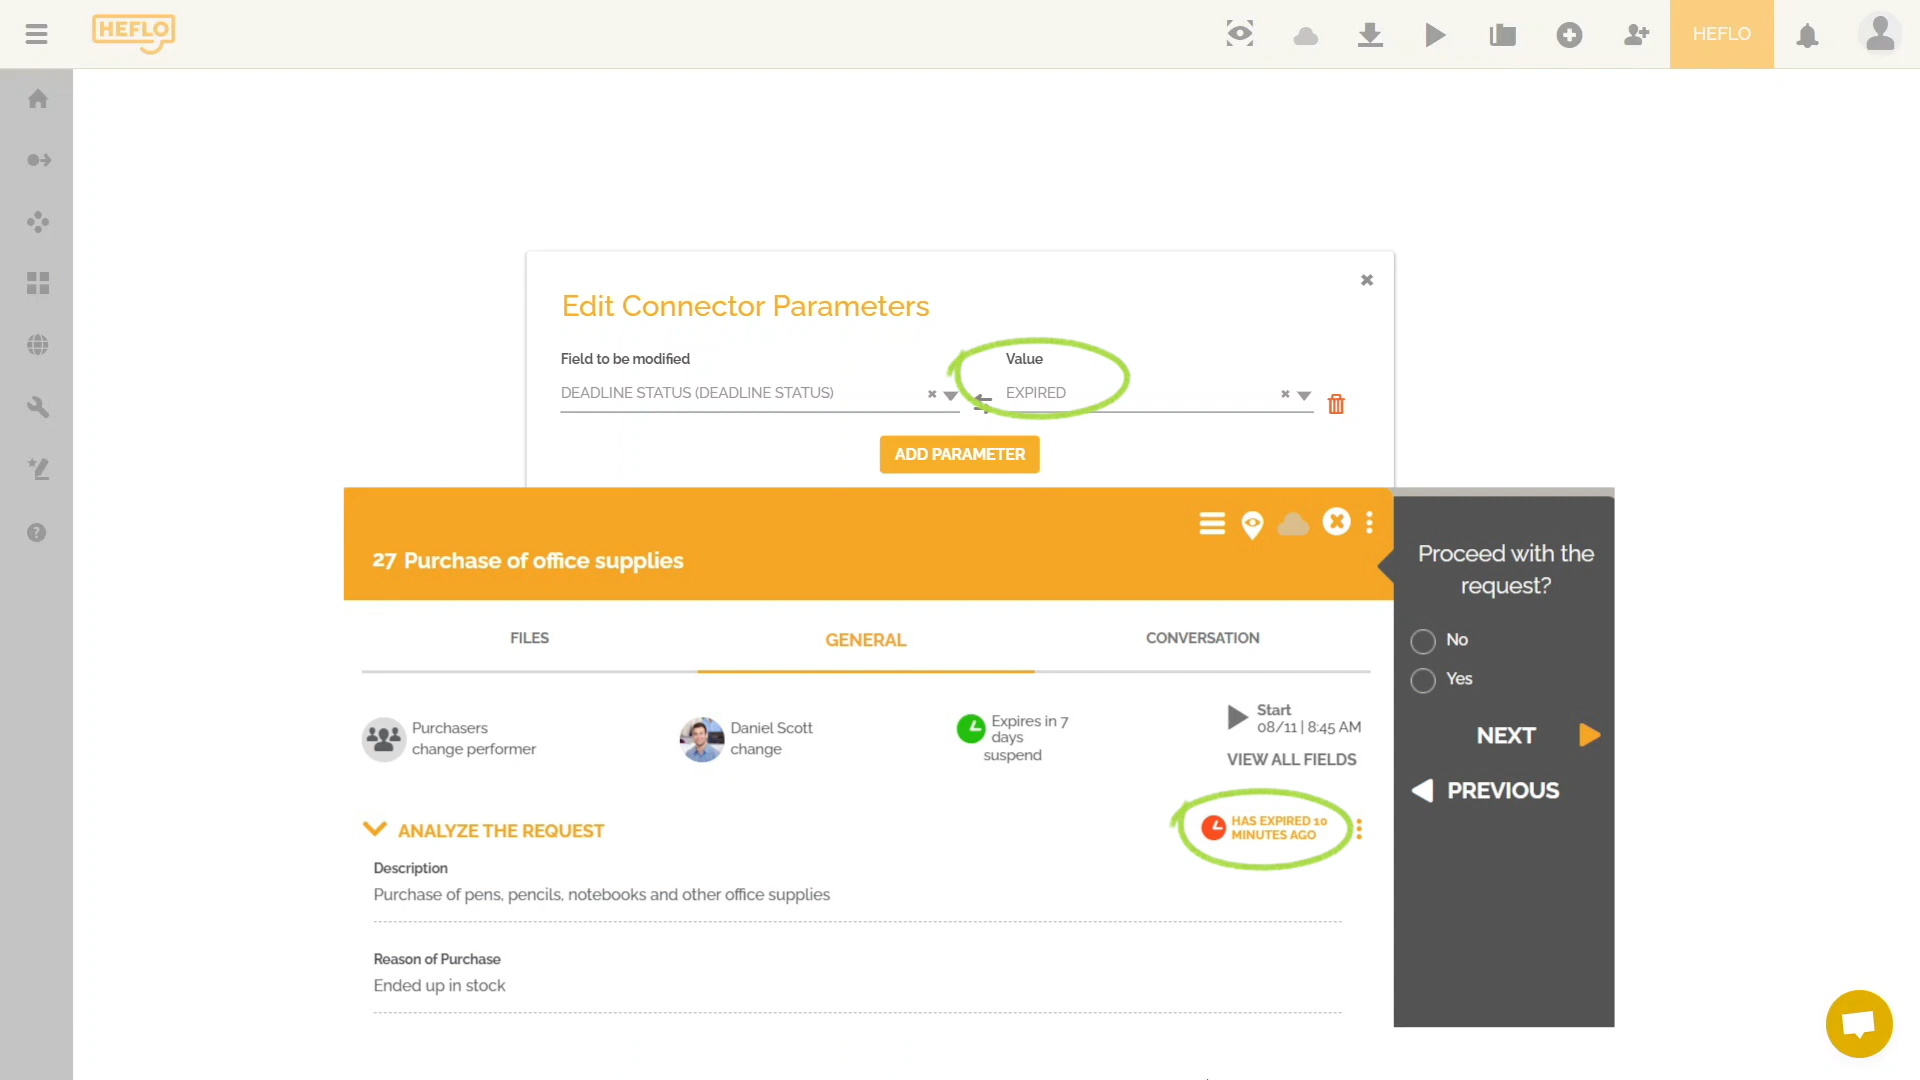 HEFLO
HEFLO
Edit Connector Parameters
Field to be modified
Value
DEADLINE STATUS (DEADLINE STATUS)
EXPIRED
ADD PARAMETER
27 Purchase of office supplies
Proceed with the
request?
No
Yes
NEXT
PREVIOUS
FILES
GENERAL
CONVERSATION
Purchasers
change performer
Daniel Scott
change
Expires in 7
days
suspend
Start
08/11 | 8:45 AM
VIEW ALL FIELDS
ANALYZE THE REQUEST
HAS EXPIRED 10
MINUTES AGO
Description
Purchase of pens, pencils, notebooks and other office supplies
Reason of Purchase
Ended up in stock